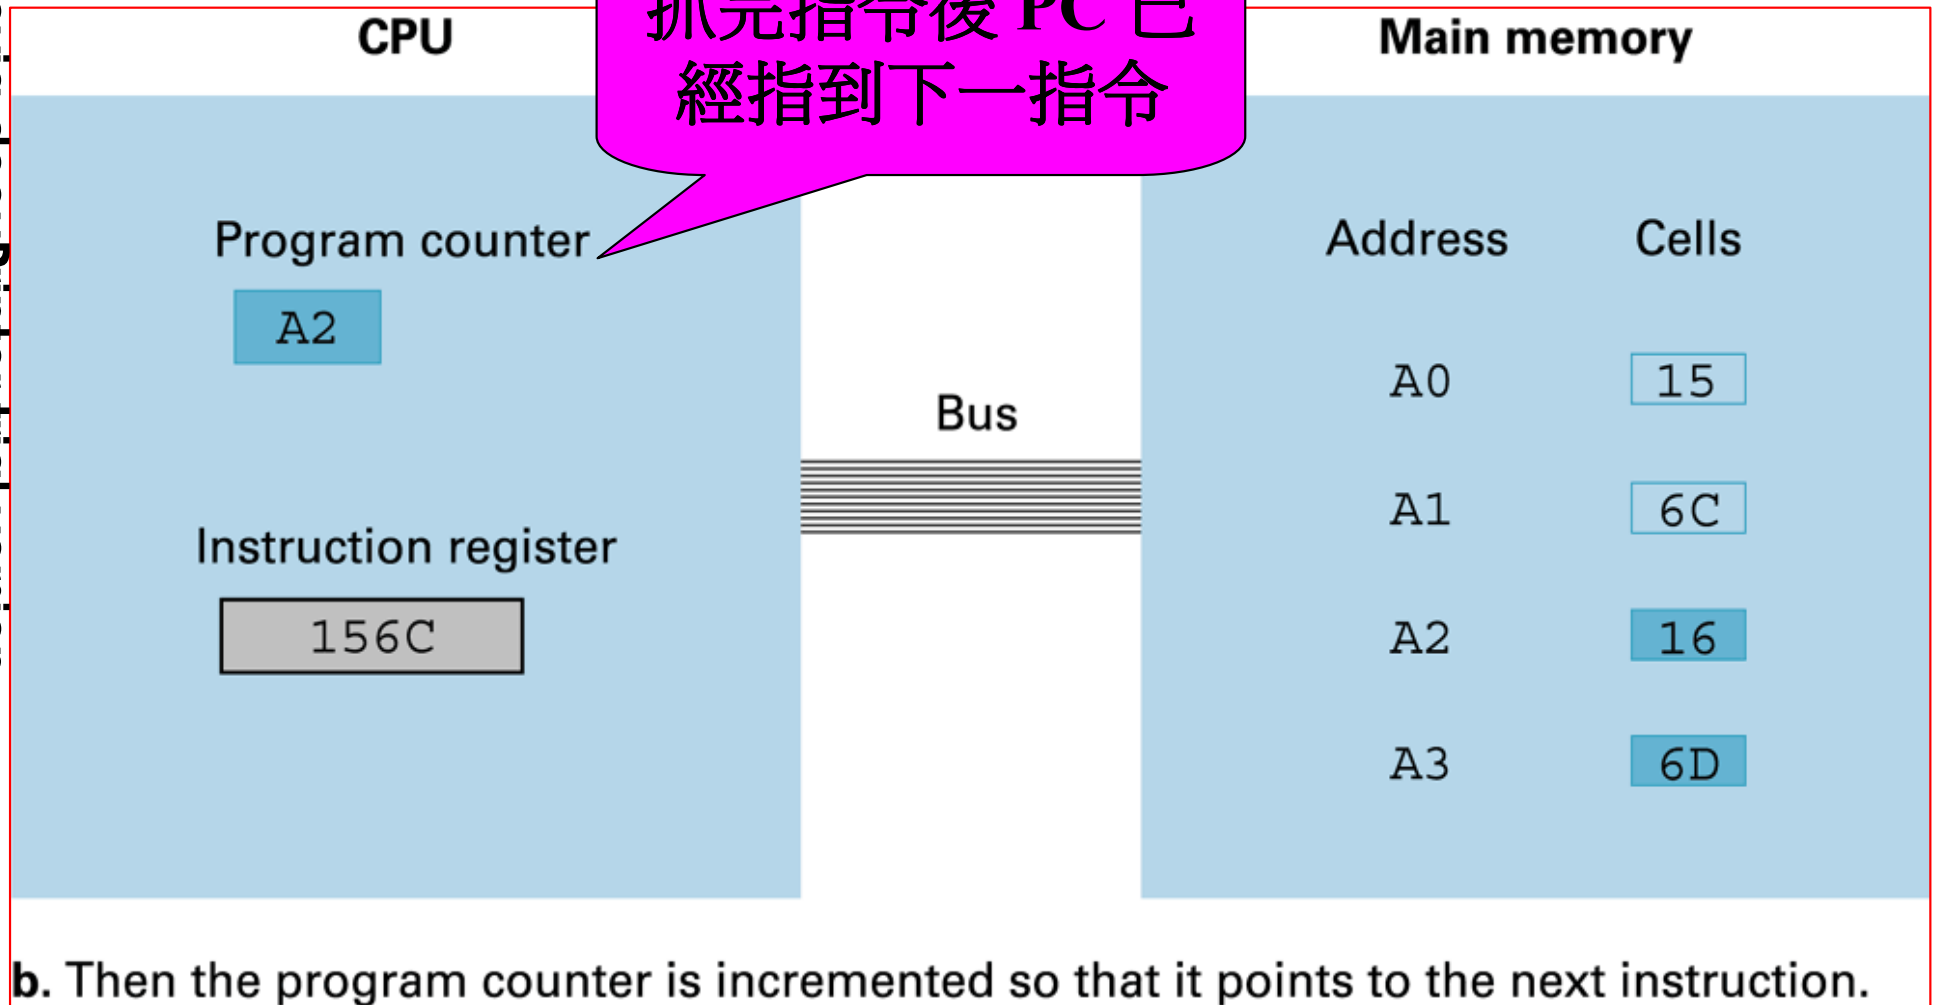 CPU
抓完指令後 PC 已
經指到下一指令
Main memory
Program counter
A2
Instruction register
156C
Bus
Address Cells
A0 15
A1 6C
A2 16
A3 6D
b. Then the program counter is incremented so that it points to the next instruction.